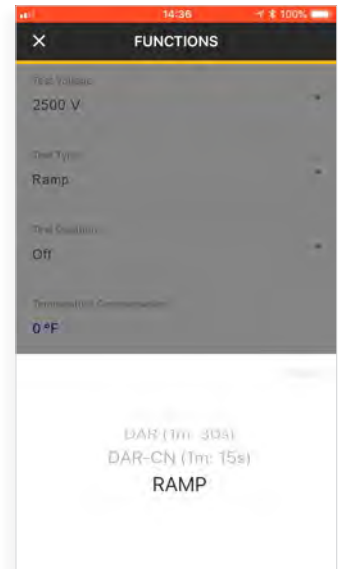 14:36
100%
× FUNCTIONS
Test Voltage
2500 V
Test Type
Ramp
Test Duration
Off
Temperature Compensation
0 °F
DAR (1m: 30s)
DAR-CN (1m: 15s)
RAMP